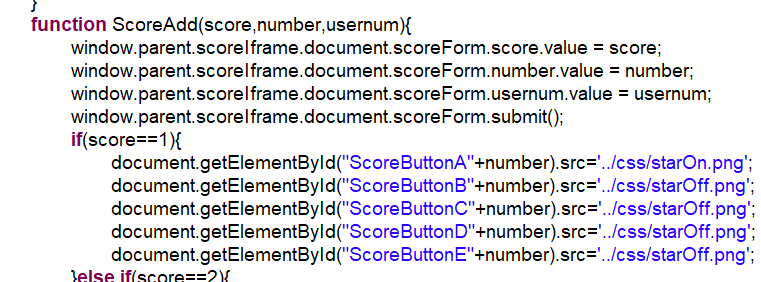 }
function ScoreAdd(score,number,usernum){
window.parent.scoreIframe.document.scoreForm.score.value = score;
window.parent.scoreIframe.document.scoreForm.number.value = number;
window.parent.scoreIframe.document.scoreForm.usernum.value = usernum;
window.parent.scoreIframe.document.scoreForm.submit();
if(score==1){
document.getElementById("ScoreButtonA"+number).src='../css/starOn.png';
document.getElementById("ScoreButtonB"+number).src='../css/starOff.png';
document.getElementById("ScoreButtonC"+number).src='../css/starOff.png';
document.getElementById("ScoreButtonD"+number).src='../css/starOff.png';
document.getElementById("ScoreButtonE"+number).src='../css/starOff.png';
}else if(score==2){